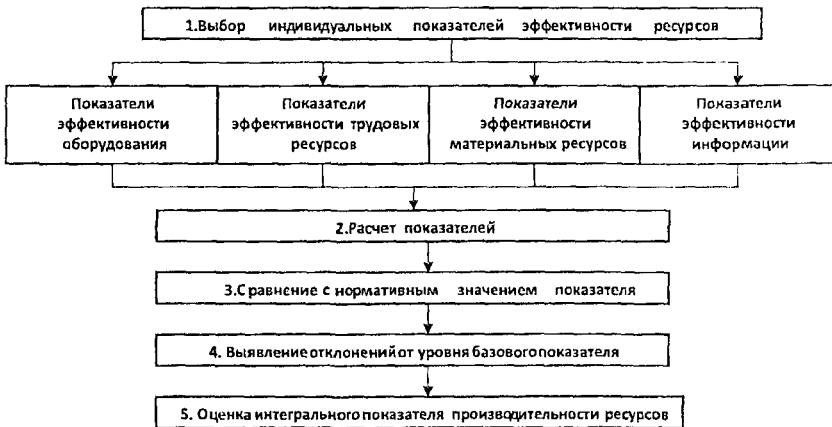 1.Выбор индивидуальных показателей эффективности ресурсов
Показатели
эффективности
оборудования
Показатели
эффективности трудовых
ресурсов
Показатели
эффективности
материальных ресурсов
Показатели
эффективности
информации
2.Расчет показателей
3.Сравнение с нормативным значением показателя
4. Выявление отклонений от уровня базового показателя
5. Оценка интегрального показателя производительности ресурсов